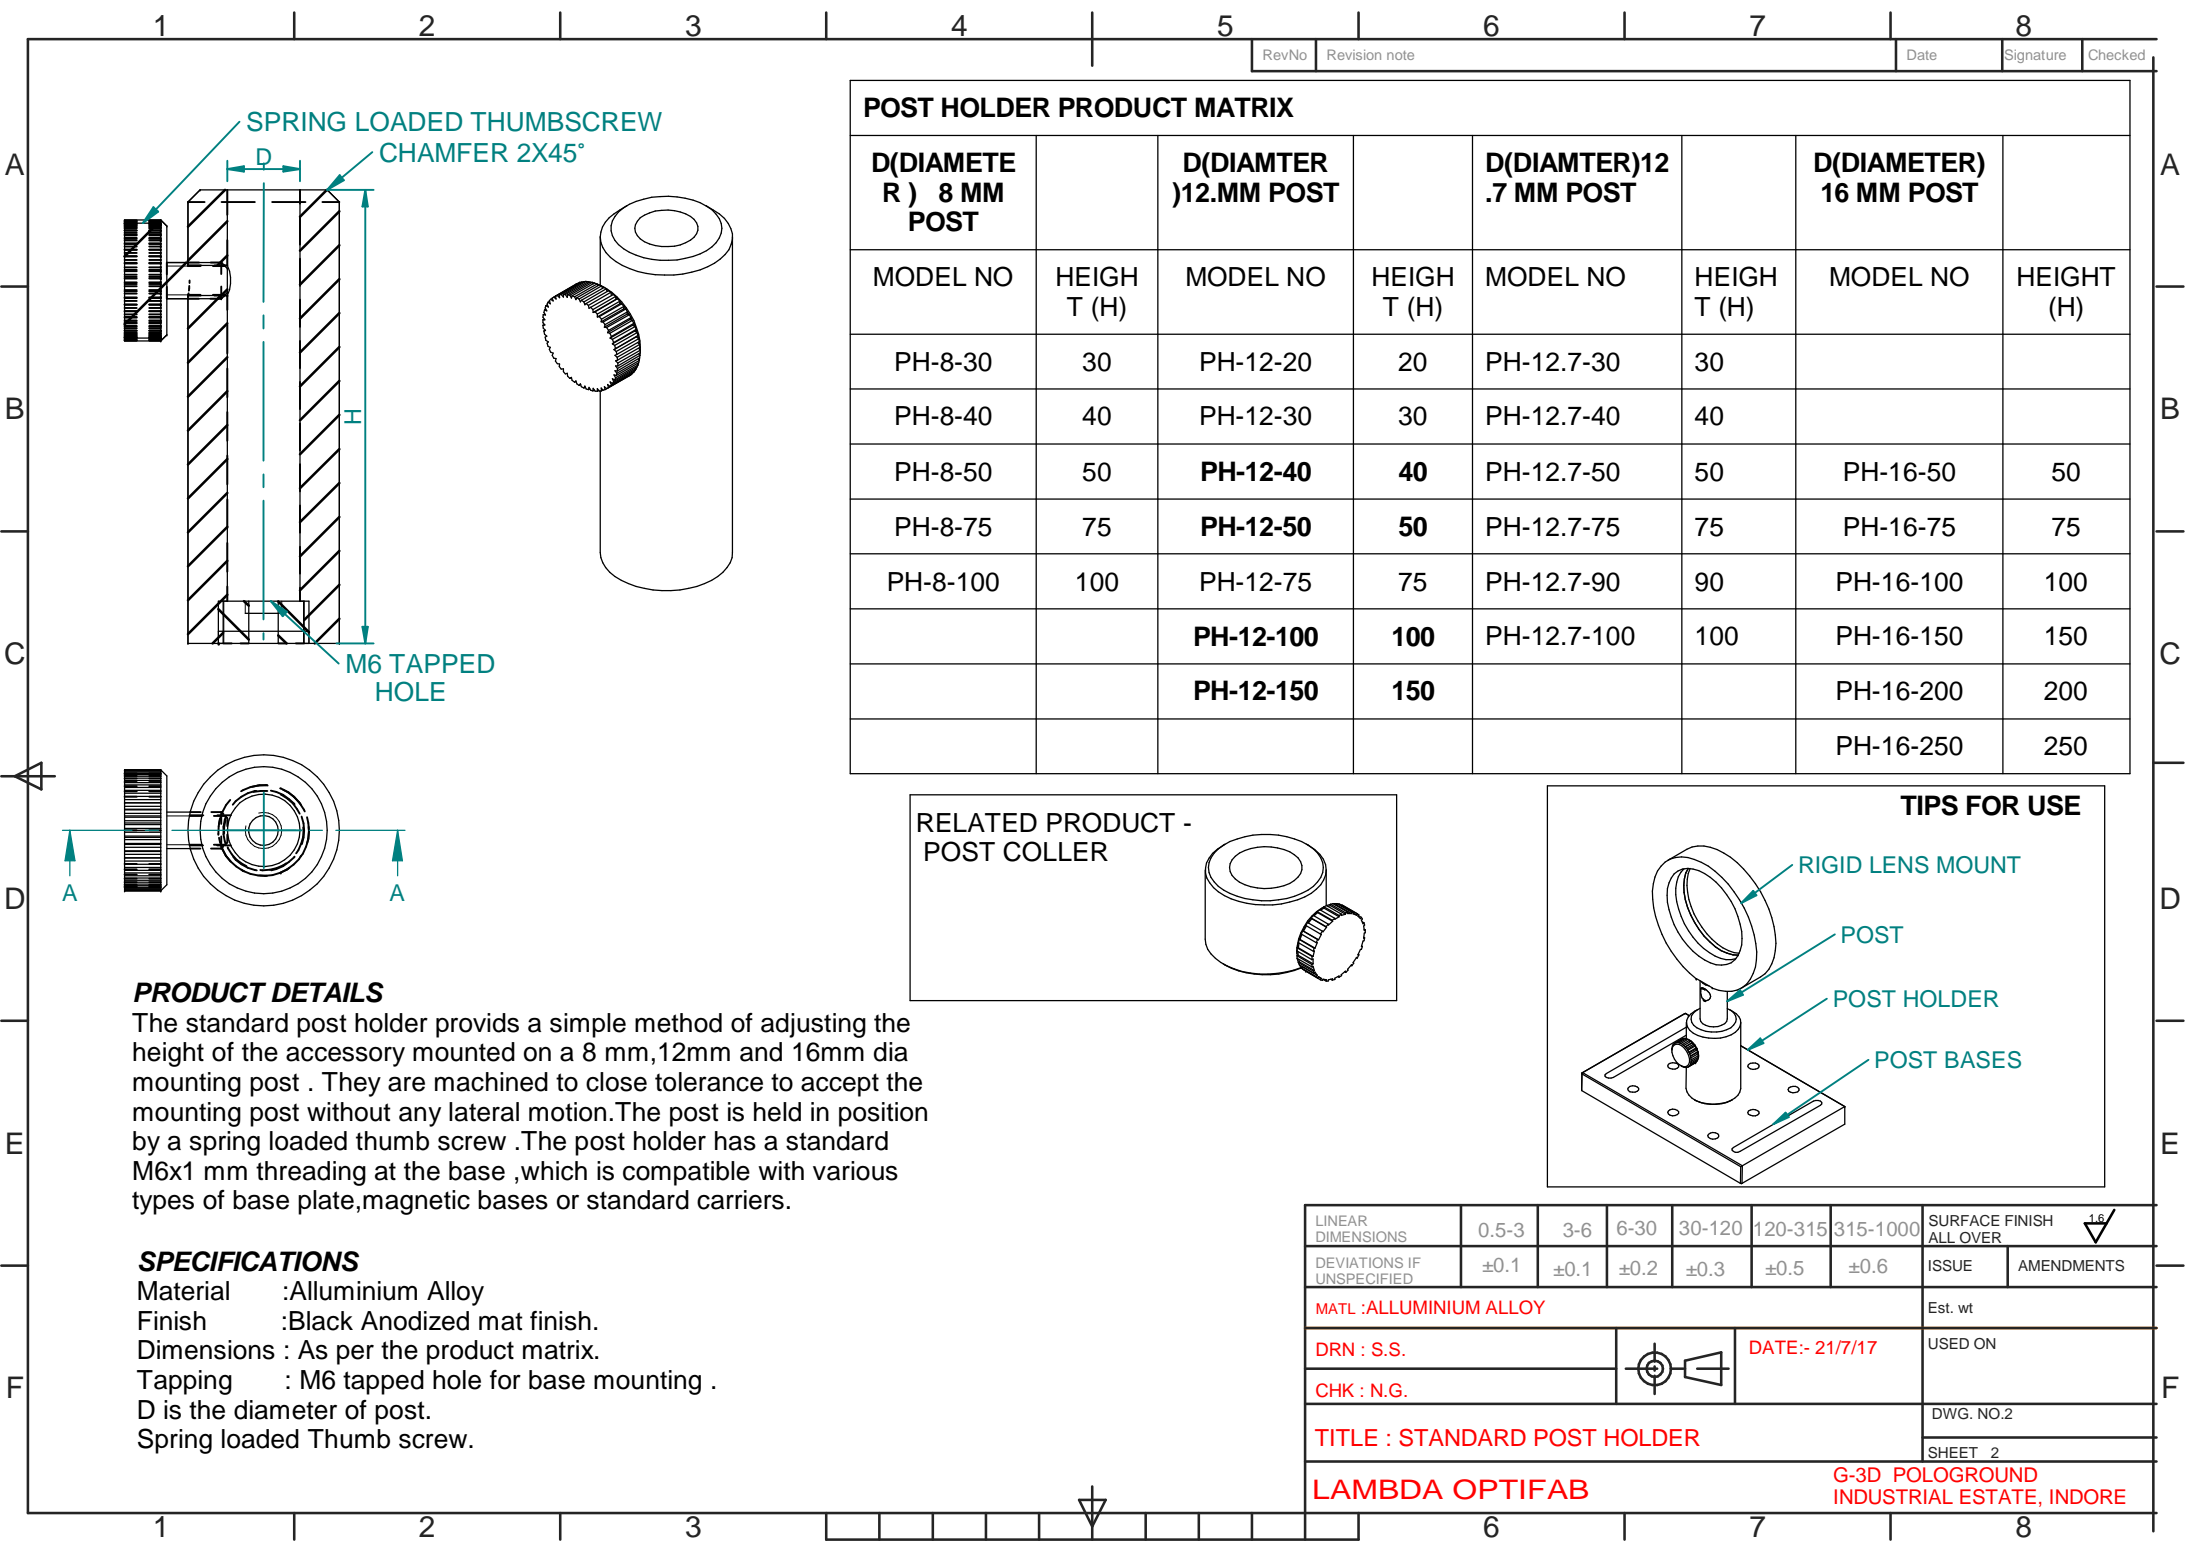 1 2 3 4 5 6 7 8
RevNo Revision note Date Signature Checked
A A
B B
C C
D D
E E
F F
SPRING LOADED THUMBSCREW
CHAMFER 2X45°
D
H
M6 TAPPED
HOLE
A A
POST HOLDER PRODUCT MATRIX
D(DIAMETE D(DIAMTER D(DIAMTER)12 D(DIAMETER)
R ) 8 MM )12.MM POST .7 MM POST 16 MM POST
POST
MODEL NO HEIGH MODEL NO HEIGH MODEL NO HEIGH MODEL NO HEIGHT
T (H) T (H) T (H) (H)
PH-8-30 30 PH-12-20 20 PH-12.7-30 30
PH-8-40 40 PH-12-30 30 PH-12.7-40 40
PH-8-50 50 PH-12-40 40 PH-12.7-50 50 PH-16-50 50
PH-8-75 75 PH-12-50 50 PH-12.7-75 75 PH-16-75 75
PH-8-100 100 PH-12-75 75 PH-12.7-90 90 PH-16-100 100
PH-12-100 100 PH-12.7-100 100 PH-16-150 150
PH-12-150 150 PH-16-200 200
PH-16-250 250
RELATED PRODUCT -
POST COLLER
TIPS FOR USE
RIGID LENS MOUNT
POST
POST HOLDER
POST BASES
PRODUCT DETAILS
The standard post holder provids a simple method of adjusting the
height of the accessory mounted on a 8 mm,12mm and 16mm dia
mounting post . They are machined to close tolerance to accept the
mounting post without any lateral motion.The post is held in position
by a spring loaded thumb screw .The post holder has a standard
M6x1 mm threading at the base ,which is compatible with various
types of base plate,magnetic bases or standard carriers.
SPECIFICATIONS
Material :Alluminium Alloy
Finish :Black Anodized mat finish.
Dimensions : As per the product matrix.
Tapping : M6 tapped hole for base mounting .
D is the diameter of post.
Spring loaded Thumb screw.
LINEAR
DIMENSIONS 0.5-3 3-6 6-30 30-120 120-315 315-1000
SURFACE FINISH 1.6
ALL OVER
DEVIATIONS IF
UNSPECIFIED ±0.1 ±0.1 ±0.2 ±0.3 ±0.5 ±0.6
ISSUE AMENDMENTS
MATL :ALLUMINIUM ALLOY
Est. wt
DRN : S.S.
DATE:- 21/7/17
USED ON
CHK : N.G.
DWG. NO.2
TITLE : STANDARD POST HOLDER
SHEET 2
LAMBDA OPTIFAB
G-3D POLOGROUND
INDUSTRIAL ESTATE, INDORE
1 2 3 6 7 8